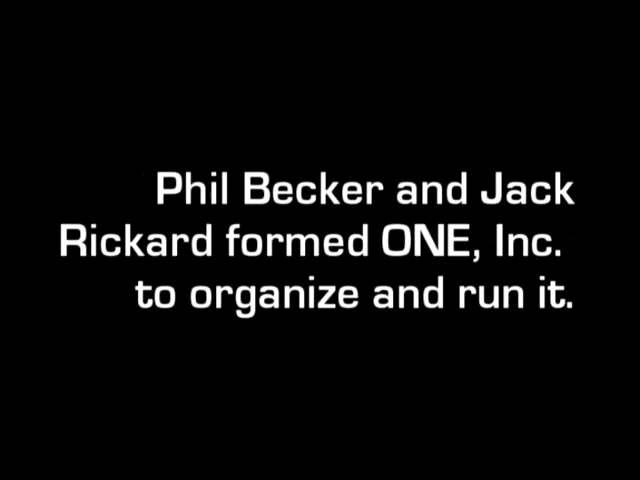 Phil Becker and Jack
Rickard formed ONE, Inc.
to organize and run it.